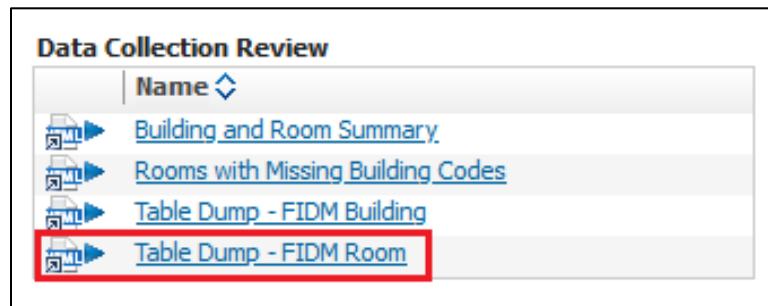 Data Collection Review
Name
Building and Room Summary
Rooms with Missing Building Codes
Table Dump - FIDM Building
Table Dump - FIDM Room